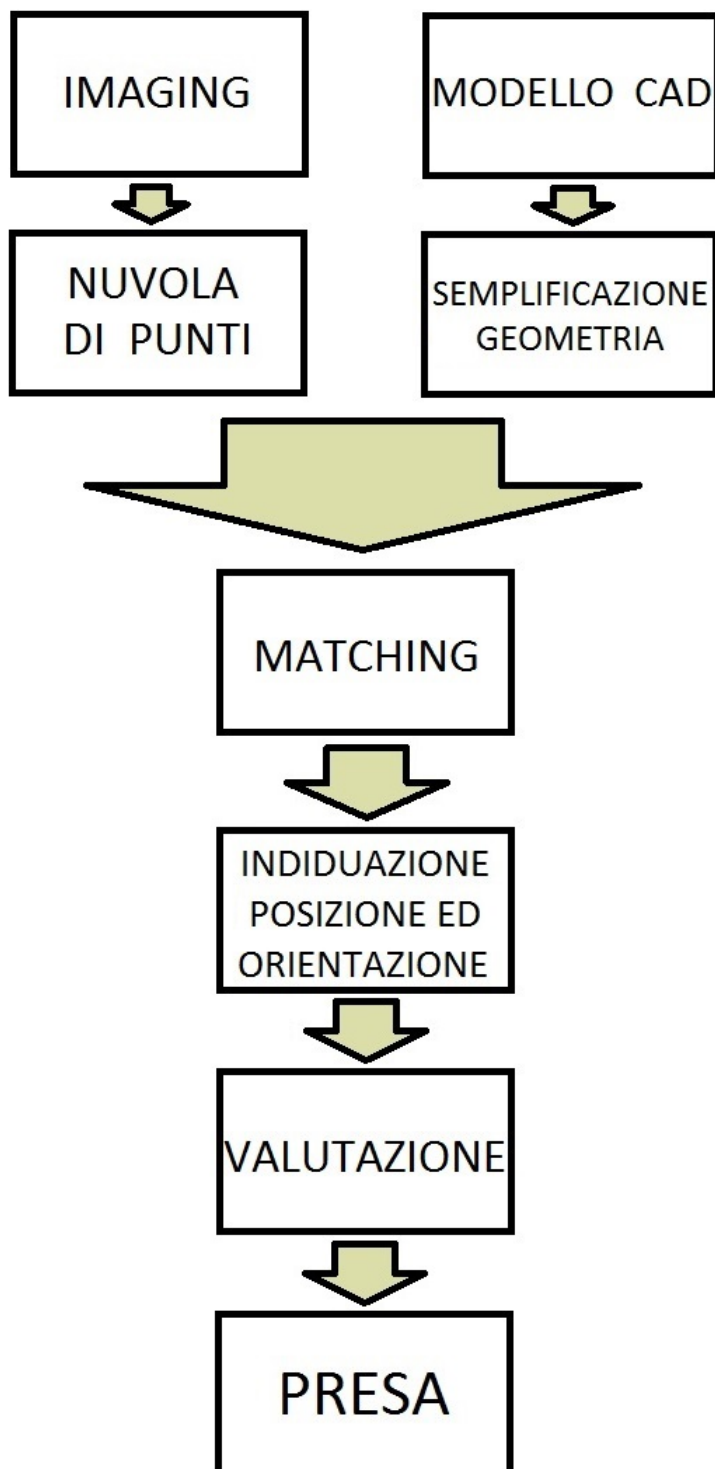 IMAGING
MODELLO CAD
NUVOLA
DI PUNTI
SEMPLIFICAZIONE
GEOMETRIA
MATCHING
INDIDUAZIONE
POSIZIONE ED
ORIENTAZIONE
VALUTAZIONE
PRESA